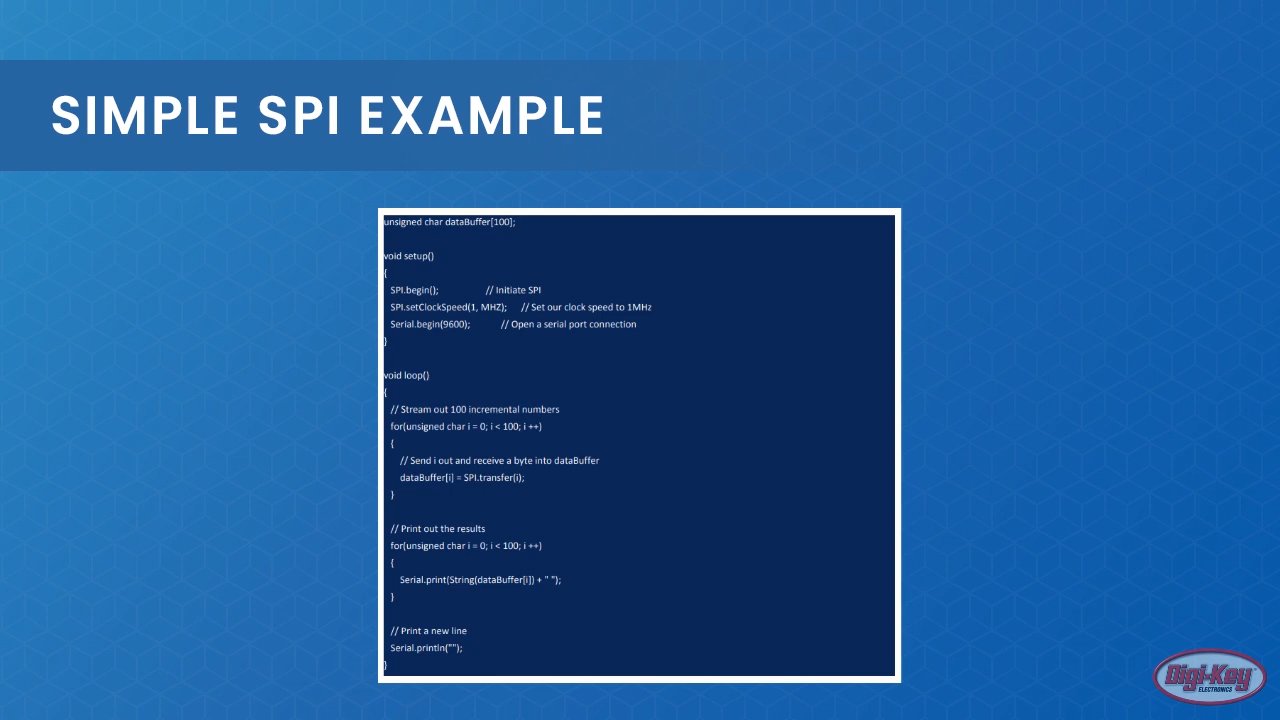 SIMPLE SPI EXAMPLE
unsigned char dataBuffer[100];
void setup()
{
SPI.begin(); // Initiate SPI
SPI.setClockSpeed(1, MHZ); // Set our clock speed to 1MHz
Serial.begin(9600); // Open a serial port connection
}
void loop()
{
// Stream out 100 incremental numbers
for(unsigned char i = 0; i < 100; i ++)
{
// Send i out and receive a byte into dataBuffer
dataBuffer[i] = SPI.transfer(i);
}
// Print out the results
for(unsigned char i = 0; i < 100; i ++)
{
Serial.print(String(dataBuffer[i]) + " ");
}
// Print a new line
Serial.println("");
}
Digi-Key
ELECTRONICS